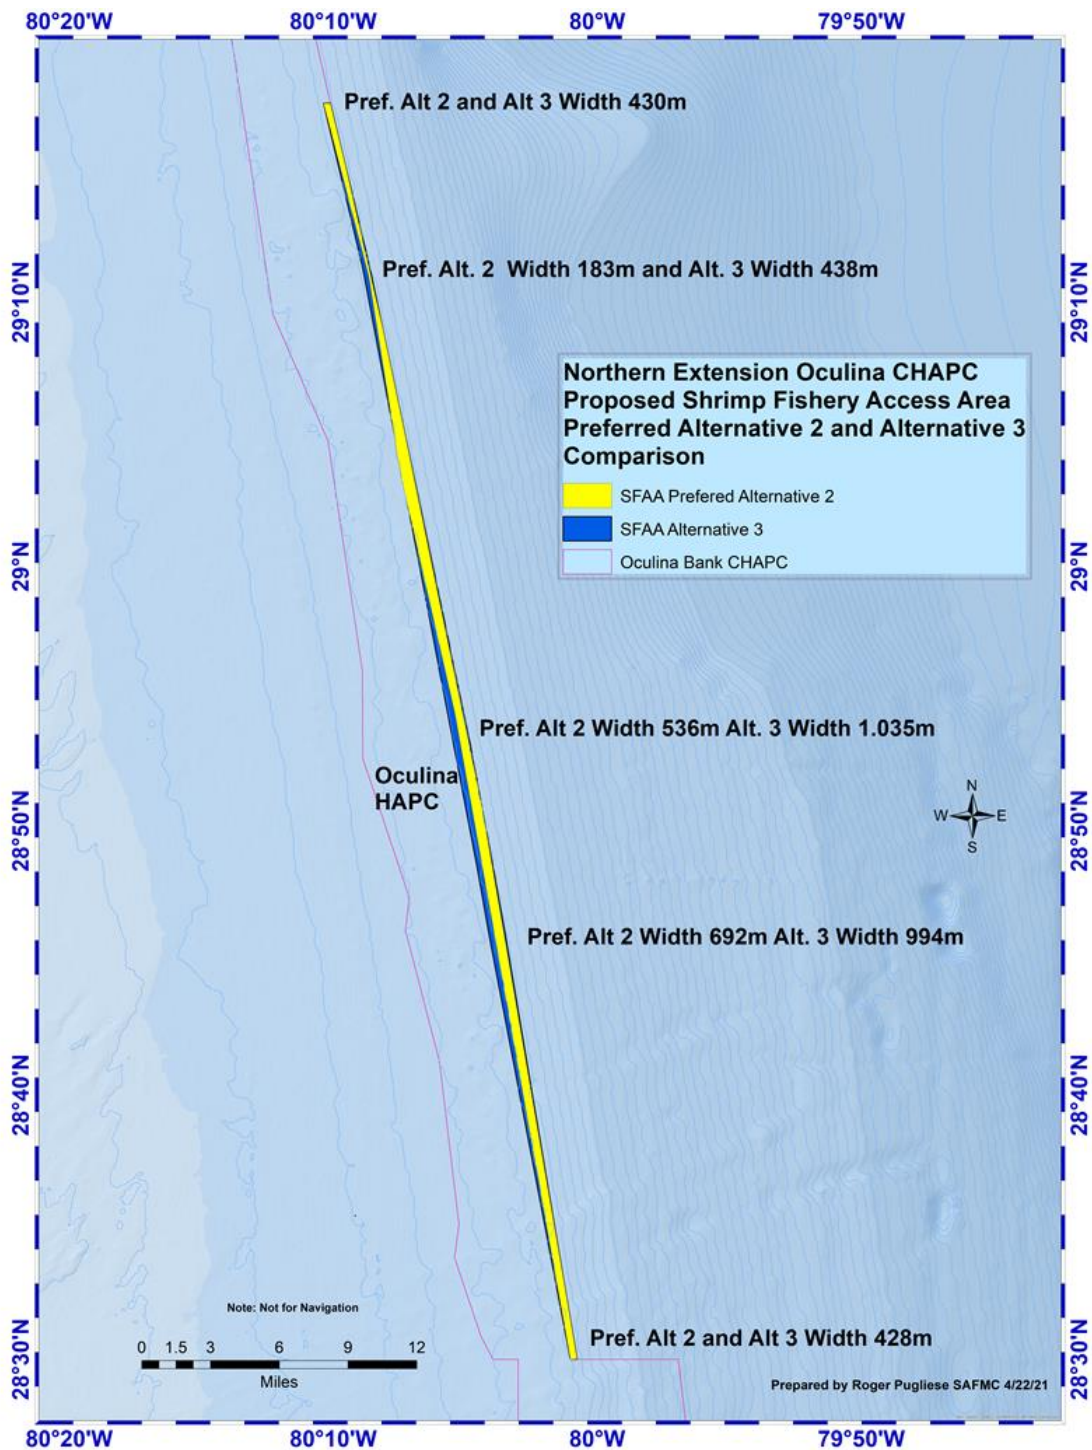 80°20'W 80°10'W 80°0'W 79°50'W
Pref. Alt 2 and Alt 3 Width 430m
Pref. Alt. 2 Width 183m and Alt. 3 Width 438m
29°10'N 29°10'N
Northern Extension Oculina CHAPC
Proposed Shrimp Fishery Access Area
Preferred Alternative 2 and Alternative 3
Comparison
SFAA Prefered Alternative 2
SFAA Alternative 3
Oculina Bank CHAPC
29°N 29°N
Pref. Alt 2 Width 536m Alt. 3 Width 1.035m
Oculina
HAPC
N
W E
S
28°50'N 28°50'N
Pref. Alt 2 Width 692m Alt. 3 Width 994m
28°40'N 28°40'N
Note: Not for Navigation
0 1.5 3 6 9 12
Miles
Pref. Alt 2 and Alt 3 Width 428m
28°30'N 28°30'N
Prepared by Roger Pugliese SAFMC 4/22/21
80°20'W 80°10'W 80°0'W 79°50'W